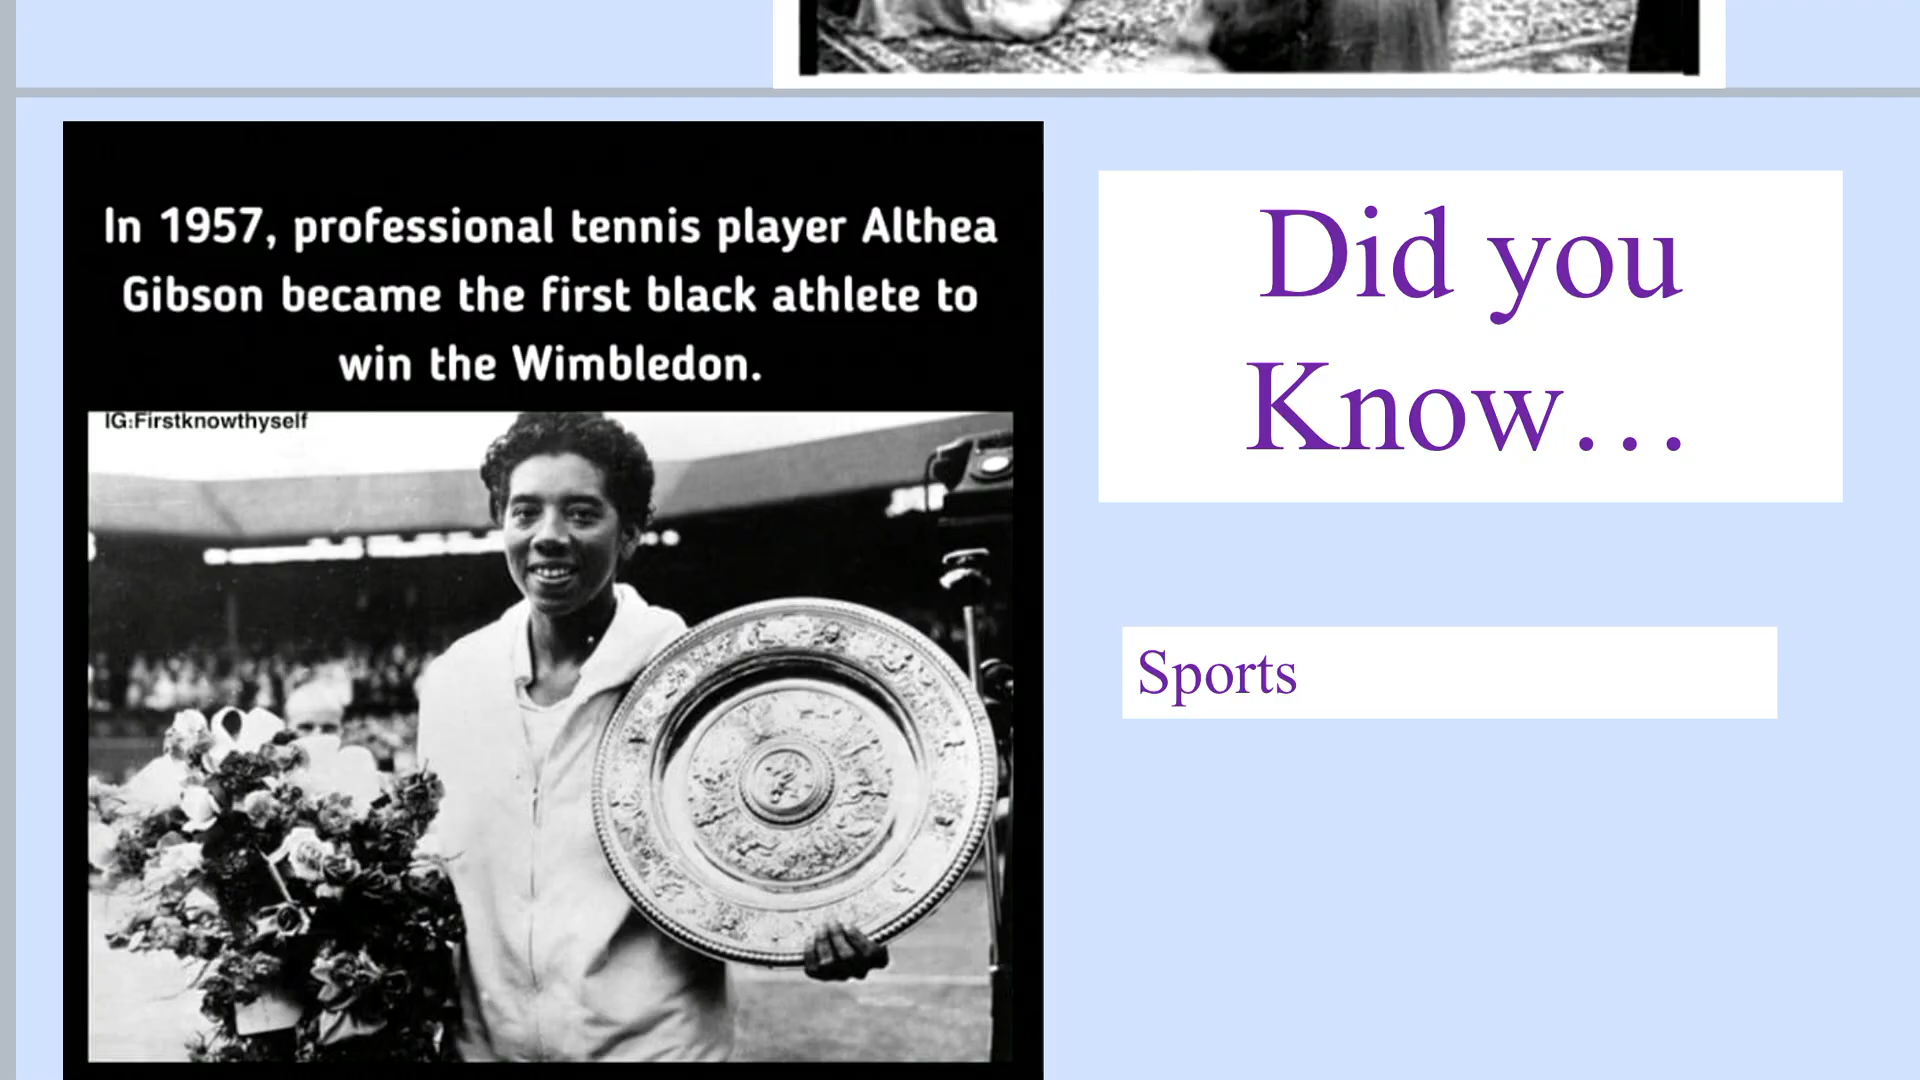 In 1957, professional tennis player Althea
Gibson became the first black athlete to
win the Wimbledon.
IG:Firstknowthyself
Did you
Know…
Sports